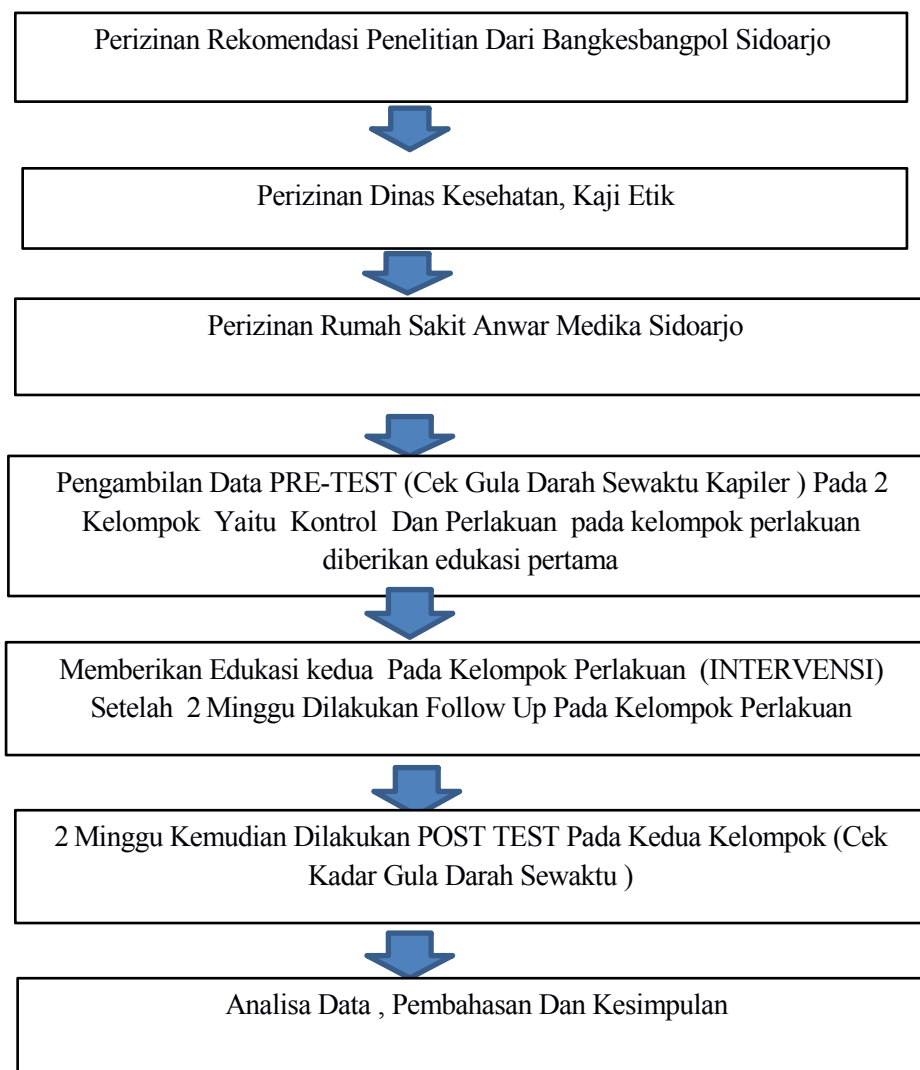 Perizinan Rekomendasi Penelitian Dari Bangkesbangpol Sidoarjo
Perizinan Dinas Kesehatan, Kaji Etik
Perizinan Rumah Sakit Anwar Medika Sidoarjo
Pengambilan Data PRE-TEST (Cek Gula Darah Sewaktu Kapiler ) Pada 2
Kelompok Yaitu Kontrol Dan Perlakuan pada kelompok perlakuan
diberikan edukasi pertama
Memberikan Edukasi kedua Pada Kelompok Perlakuan (INTERVENSI)
Setelah 2 Minggu Dilakukan Follow Up Pada Kelompok Perlakuan
2 Minggu Kemudian Dilakukan POST TEST Pada Kedua Kelompok (Cek
Kadar Gula Darah Sewaktu )
Analisa Data , Pembahasan Dan Kesimpulan